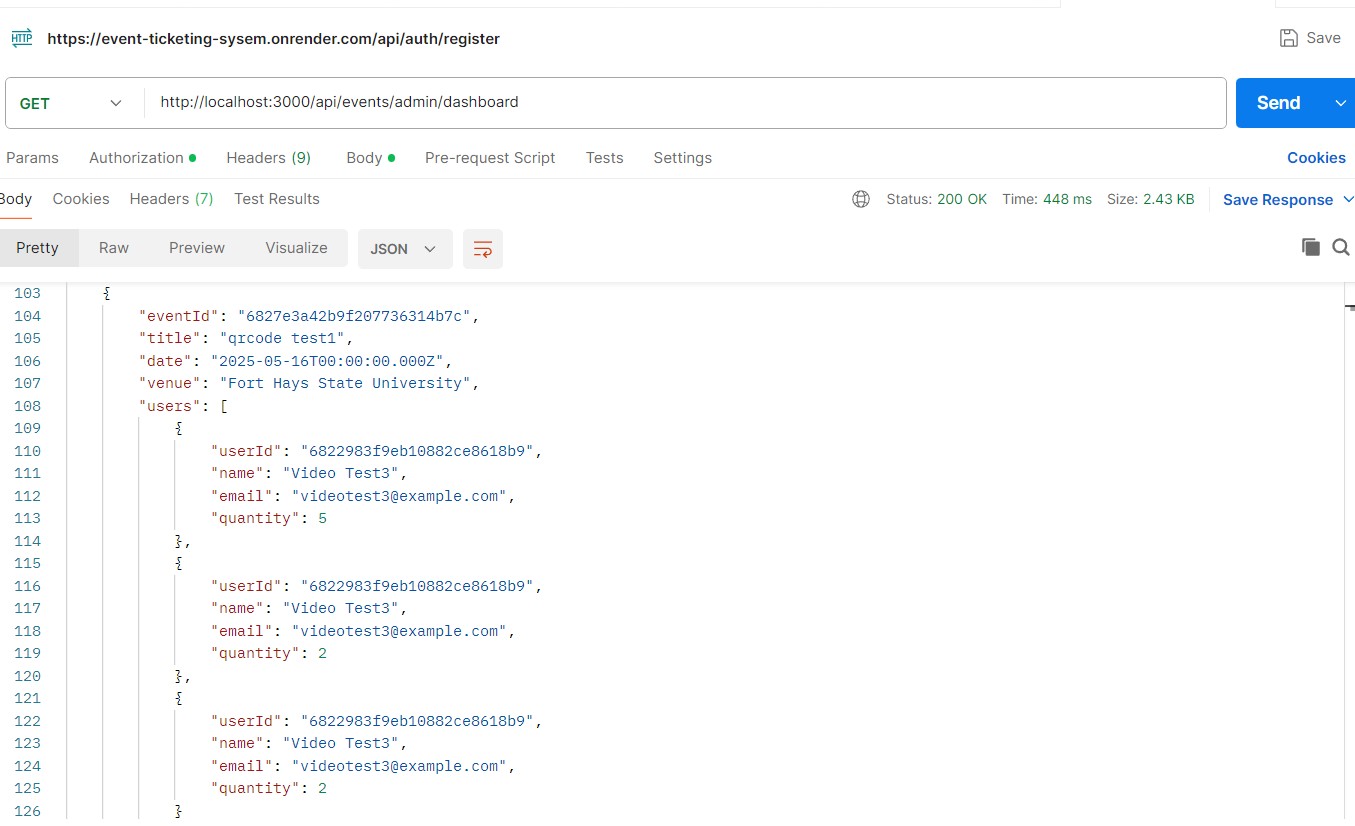 HTTP https://event-ticketing-sysem.onrender.com/api/auth/register Save
GET http://localhost:3000/api/events/admin/dashboard Send
Params Authorization Headers (9) Body Pre-request Script Tests Settings Cookies
Body Cookies Headers (7) Test Results Status: 200 OK Time: 448 ms Size: 2.43 KB Save Response
Pretty Raw Preview Visualize JSON
103 {
104 "eventId": "6827e3a42b9f207736314b7c",
105 "title": "qrcode test1",
106 "date": "2025-05-16T00:00:00.000Z",
107 "venue": "Fort Hays State University",
108 "users": [
109 {
110 "userId": "6822983f9eb10882ce8618b9",
111 "name": "Video Test3",
112 "email": "videotest3@example.com",
113 "quantity": 5
114 },
115 {
116 "userId": "6822983f9eb10882ce8618b9",
117 "name": "Video Test3",
118 "email": "videotest3@example.com",
119 "quantity": 2
120 },
121 {
122 "userId": "6822983f9eb10882ce8618b9",
123 "name": "Video Test3",
124 "email": "videotest3@example.com",
125 "quantity": 2
126 }